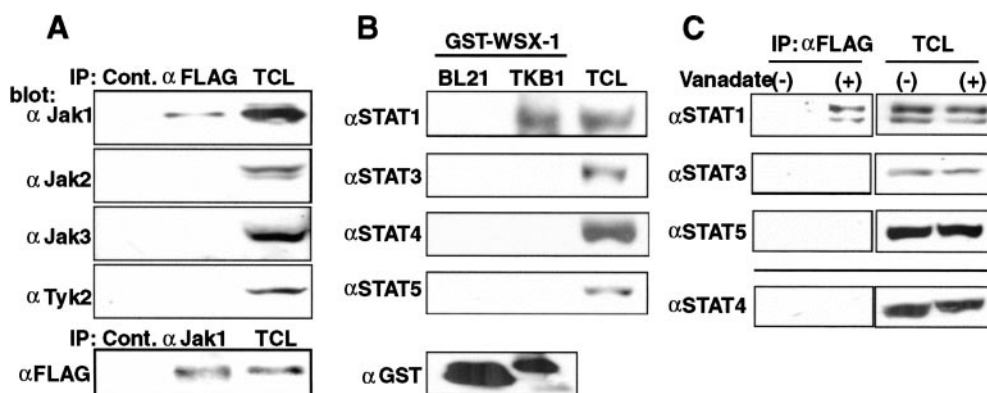 A
IP: Cont. α FLAG TCL
blot:
α Jak1
α Jak2
α Jak3
α Tyk2
IP: Cont. α Jak1 TCL
αFLAG
B
GST-WSX-1
BL21 TKB1 TCL
αSTAT1
αSTAT3
αSTAT4
αSTAT5
α GST
C
IP: αFLAG TCL
Vanadate (-) (+) (-) (+)
αSTAT1
αSTAT3
αSTAT5
αSTAT4